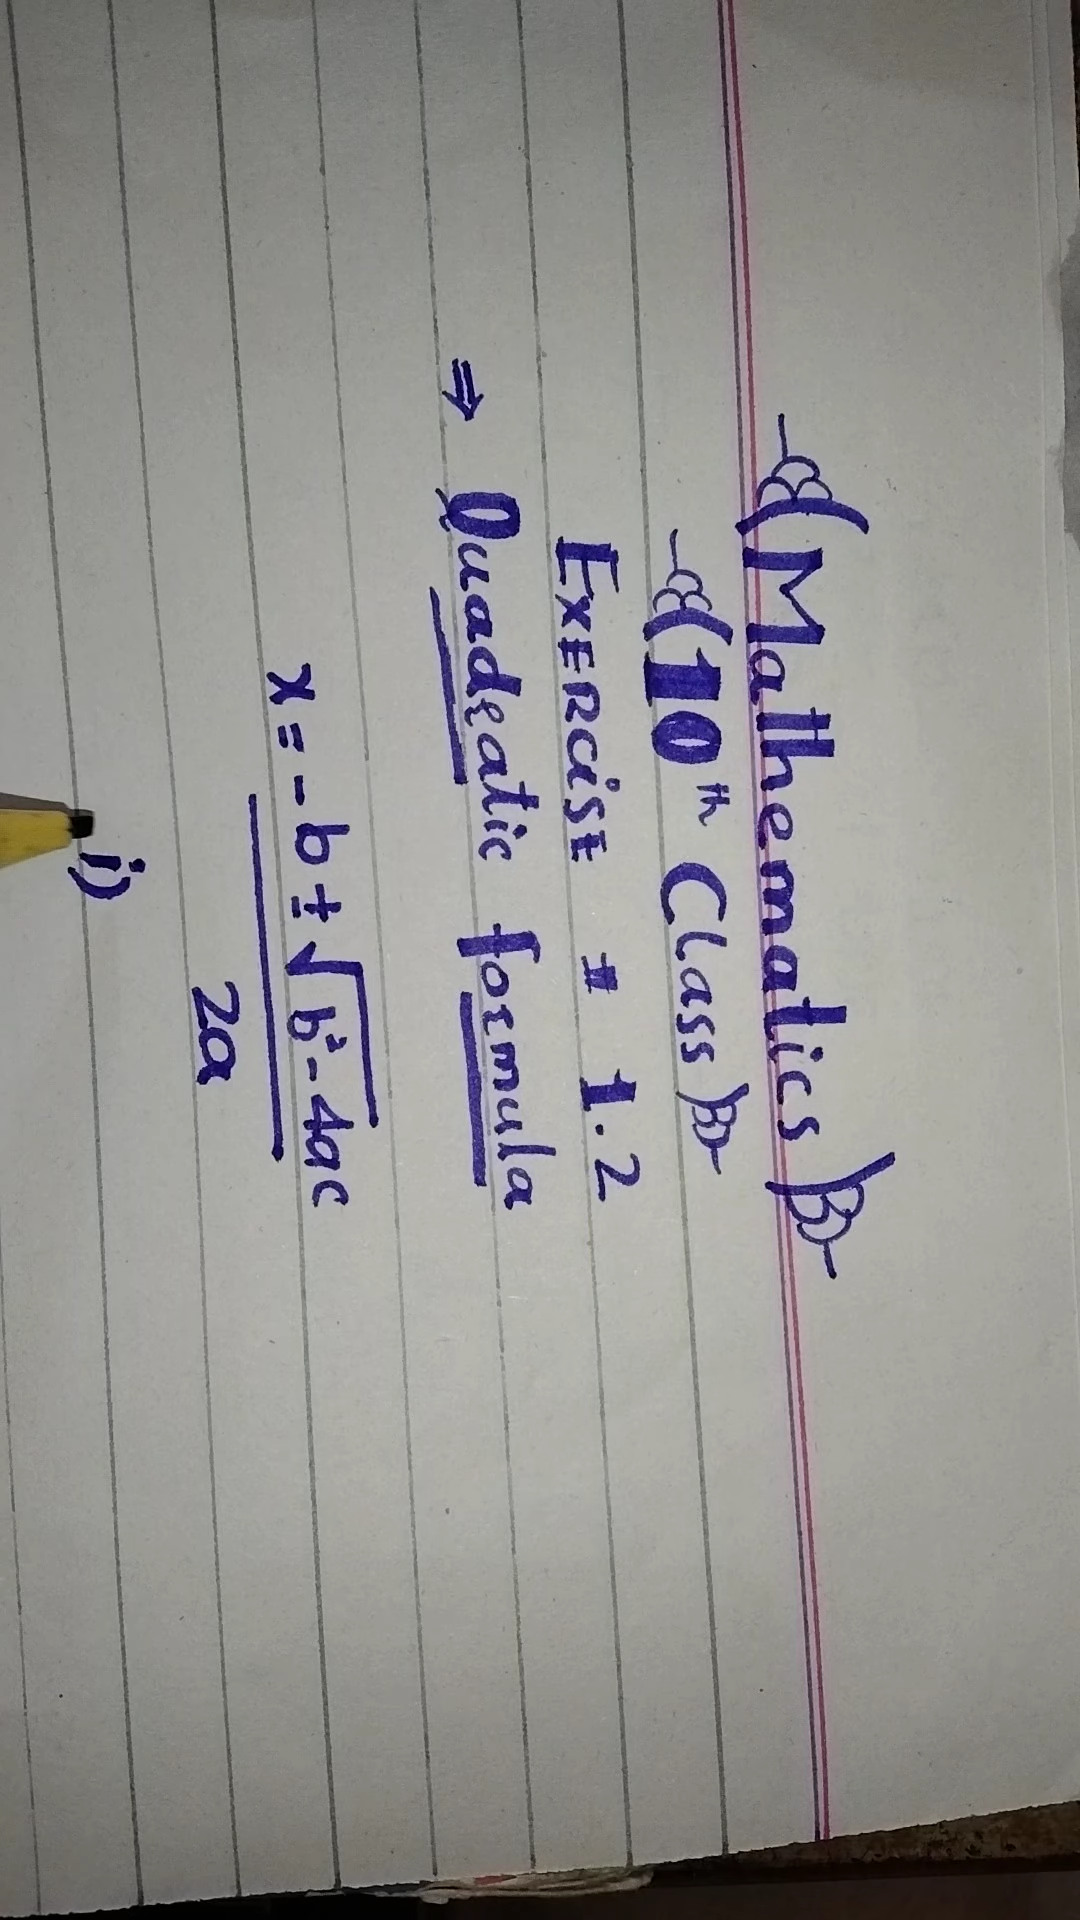 (Mathematics)
(10th Class)
EXERCiSE # 1.2
⇒ Quadratic formula
x = -b ± √b²-4ac
2a
i)